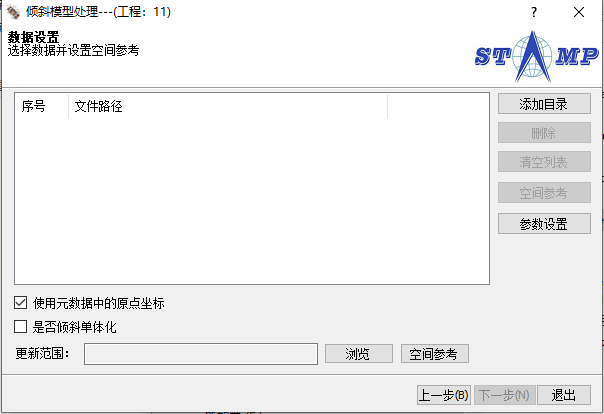 倾斜模型处理---(工程：11)
数据设置
选择数据并设置空间参考
STAMP
序号 文件路径
添加目录
删除
清空列表
空间参考
参数设置
使用元数据中的原点坐标
是否倾斜单体化
更新范围：
浏览
空间参考
上一步(B)
下一步(N)
退出